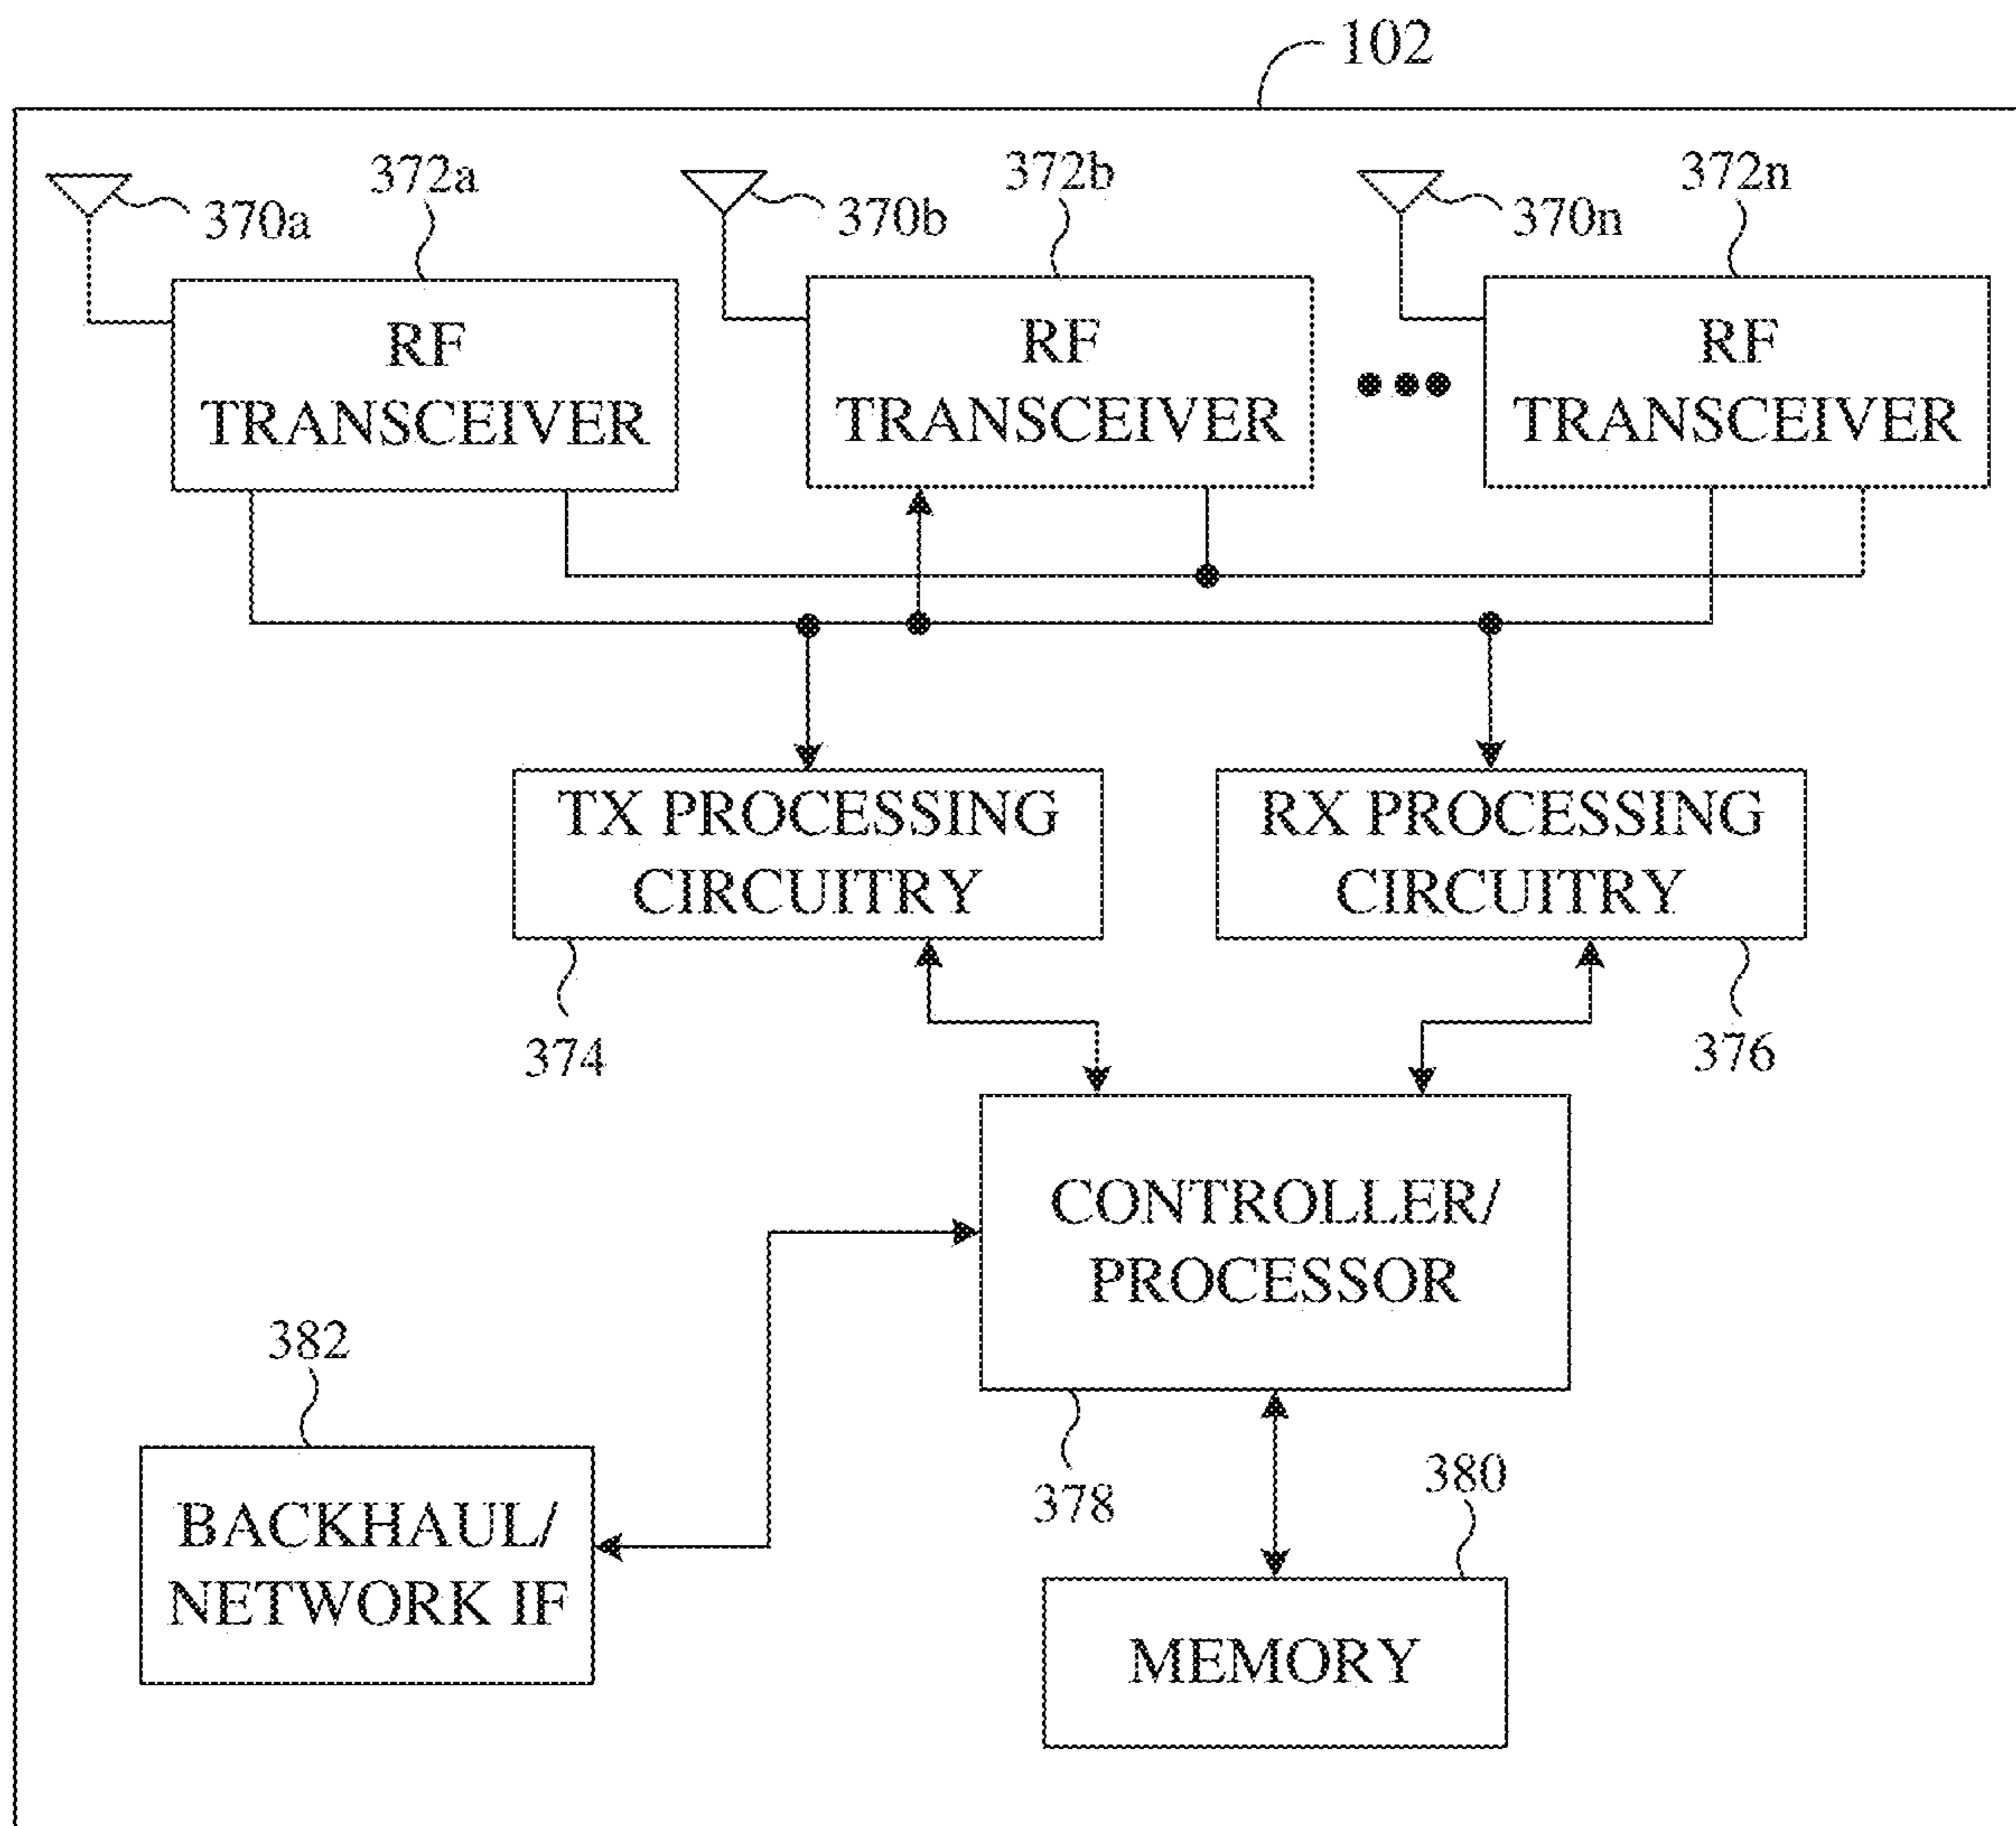 102
372a
372b
372n
370a
370b
370n
RF
TRANSCEIVER
RF
TRANSCEIVER
RF
TRANSCEIVER
TX PROCESSING
CIRCUITRY
RX PROCESSING
CIRCUITRY
374
376
CONTROLLER/
PROCESSOR
382
378
380
BACKHAUL/
NETWORK IF
MEMORY